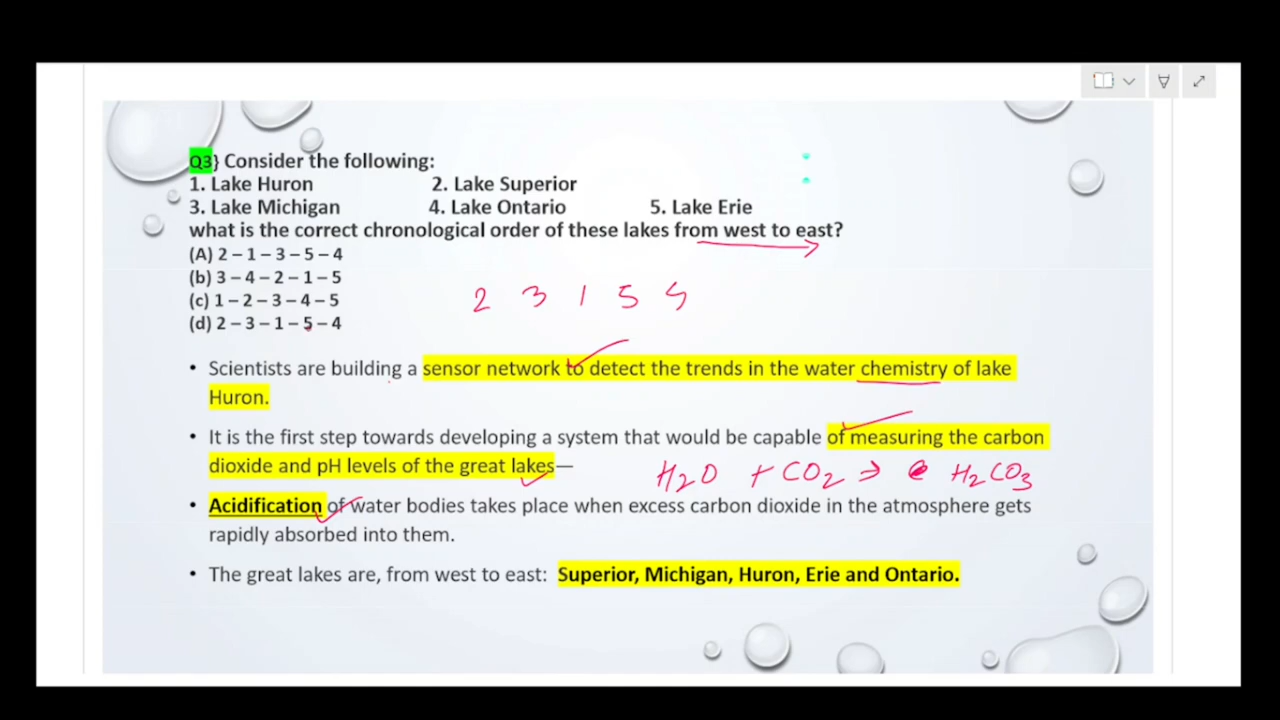 Q3} Consider the following:
1. Lake Huron 2. Lake Superior
3. Lake Michigan 4. Lake Ontario 5. Lake Erie
what is the correct chronological order of these lakes from west to east?
(A) 2 – 1 – 3 – 5 – 4
(b) 3 – 4 – 2 – 1 – 5
(c) 1 – 2 – 3 – 4 – 5
(d) 2 – 3 – 1 – 5 – 4
2 3 1 5 4
• Scientists are building a sensor network to detect the trends in the water chemistry of lake
Huron.
• It is the first step towards developing a system that would be capable of measuring the carbon
dioxide and pH levels of the great lakes—
H2O + CO2 ⇒ H2CO3
• Acidification of water bodies takes place when excess carbon dioxide in the atmosphere gets
rapidly absorbed into them.
• The great lakes are, from west to east: Superior, Michigan, Huron, Erie and Ontario.